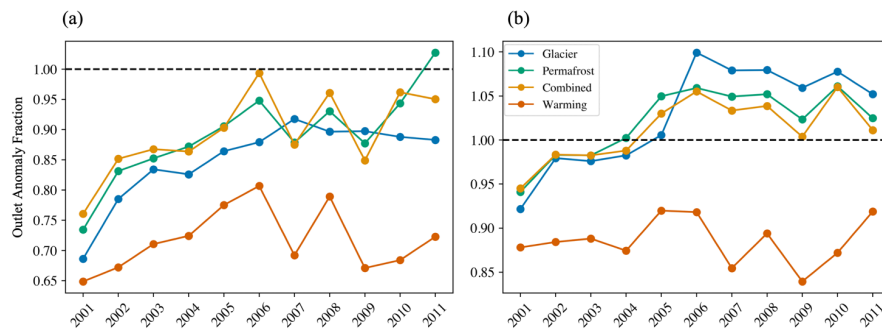 (a)
(b)
Outlet Anomaly Fraction
1.00
0.95
0.90
0.85
0.80
0.75
0.70
0.65
2001 2002 2003 2004 2005 2006 2007 2008 2009 2010 2011
1.10
1.05
1.00
0.95
0.90
0.85
Glacier
Permafrost
Combined
Warming
2001 2002 2003 2004 2005 2006 2007 2008 2009 2010 2011